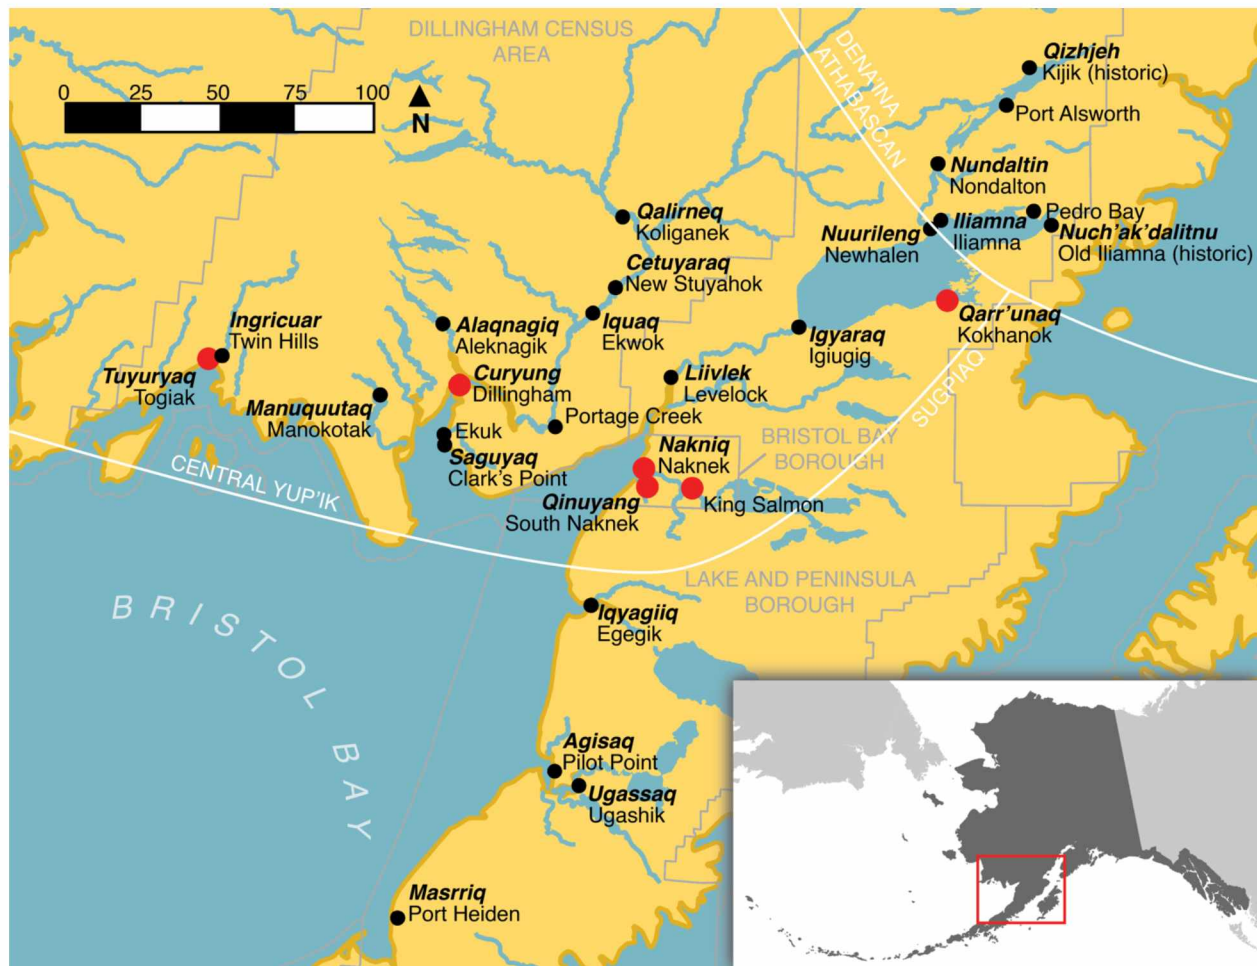 DILLINGHAM CENSUS
AREA
0 25 50 75 100
N
DENA'INA
ATHABASCAN
Qizhjeh
Kijik (historic)
Port Alsworth
Nundaltin
Nondalton
Qalirneq
Koliganek
Pedro Bay
Nuch'ak'dalitnu
Old Iliamna (historic)
Iliamna
Iliamna
Nuurileng
Newhalen
Cetuyaraq
New Stuyahok
Qarr'unaq
Kokhanok
Ingricuar
Twin Hills
Alaqnagiq
Aleknagik
Iquaq
Ekwok
Igyaraq
Igiugig
Tuyuryaq
Togiak
Curyung
Dillingham
Liivlek
Levelock
SUGPIAQ
Manuquutaq
Manokotak
Portage Creek
Ekuk
Saguyaq
Clark's Point
BRISTOL BAY
BOROUGH
Nakniq
Naknek
CENTRAL YUP'IK
Qinuyang
South Naknek
King Salmon
LAKE AND PENINSULA
BOROUGH
Iqyagiiq
Egegik
BRISTOL BAY
Agisaq
Pilot Point
Ugassaq
Ugashik
Masrriq
Port Heiden